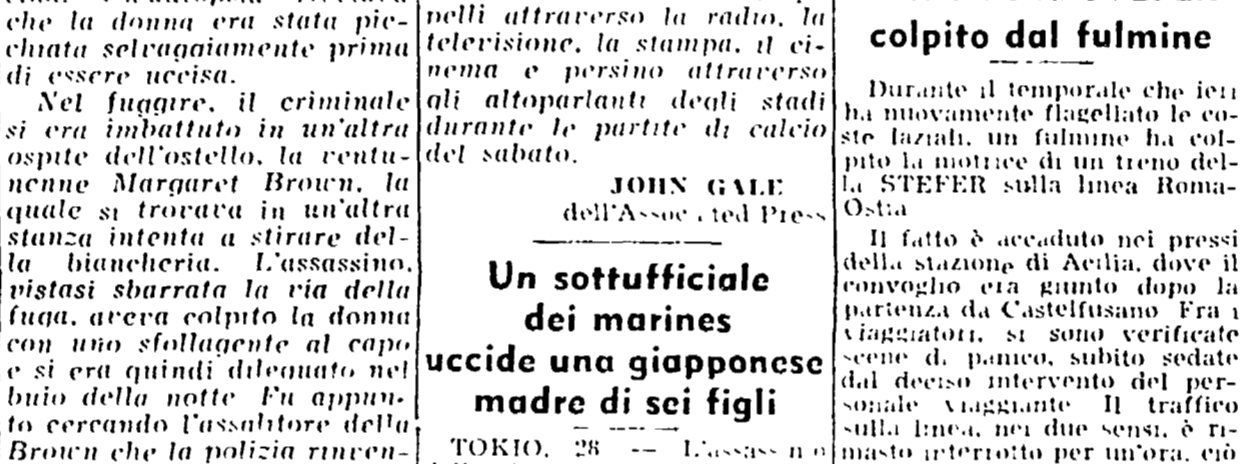 che la donna era stata pic-
chiata selvaggiamente prima
di essere uccisa.
Nel fuggire, il criminale
si era imbattuto in un'altra
ospite dell'ostello, la ventu-
nenne Margaret Brown, la
quale si trovava in un'altra
stanza intenta a stirare del-
la biancheria. L'assassino,
vistasi sbarrata la via della
fuga, aveva colpito la donna
con uno sfollagente al capo
e si era quindi dileguato nel
buio della notte Fu appun-
to cercando l'assalitore della
Brown che la polizia rinven-
pelli attraverso la radio, la
televisione, la stampa, il ci-
nema e persino attraverso
gli altoparlanti degli stadi
durante le partite di calcio
del sabato.
JOHN GALE
dell'Associated Press
Un sottufficiale
dei marines
uccide una giapponese
madre di sei figli
TOKIO, 28 — L'assassinio
colpito dal fulmine
Durante il temporale che ieri
ha nuovamente flagellato le co-
ste laziali, un fulmine ha col-
pito la motrice di un treno del-
la STEFER sulla linea Roma-
Ostia
Il fatto è accaduto nei pressi
della stazione di Acilia, dove il
convoglio era giunto dopo la
partenza da Castelfusano Fra i
viaggiatori, si sono verificate
scene di panico, subito sedate
dal deciso intervento del per-
sonale viaggiante Il traffico
sulla linea, nei due sensi, è ri-
masto interrotto per un'ora, ciò